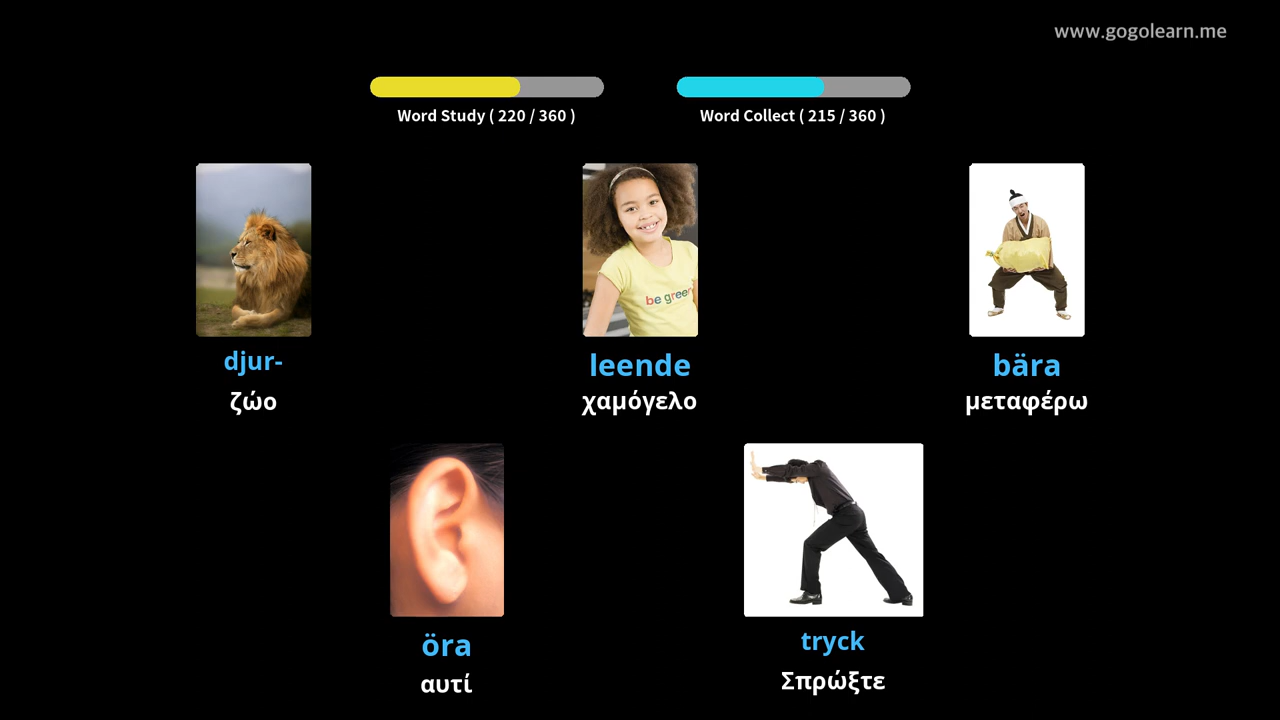 www.gogolearn.me
Word Study ( 220 / 360 )
Word Collect ( 215 / 360 )
be green
djur-
ζώο
leende
χαμόγελο
bära
μεταφέρω
öra
αυτί
tryck
Σπρώξτε